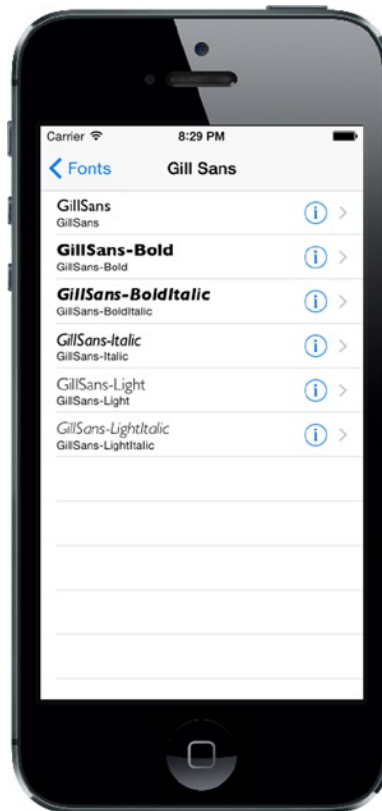 Carrier 8:29 PM
Fonts Gill Sans
GillSans
GillSans
GillSans-Bold
GillSans-Bold
GillSans-BoldItalic
GillSans-BoldItalic
GillSans-Italic
GillSans-Italic
GillSans-Light
GillSans-Light
GillSans-LightItalic
GillSans-LightItalic